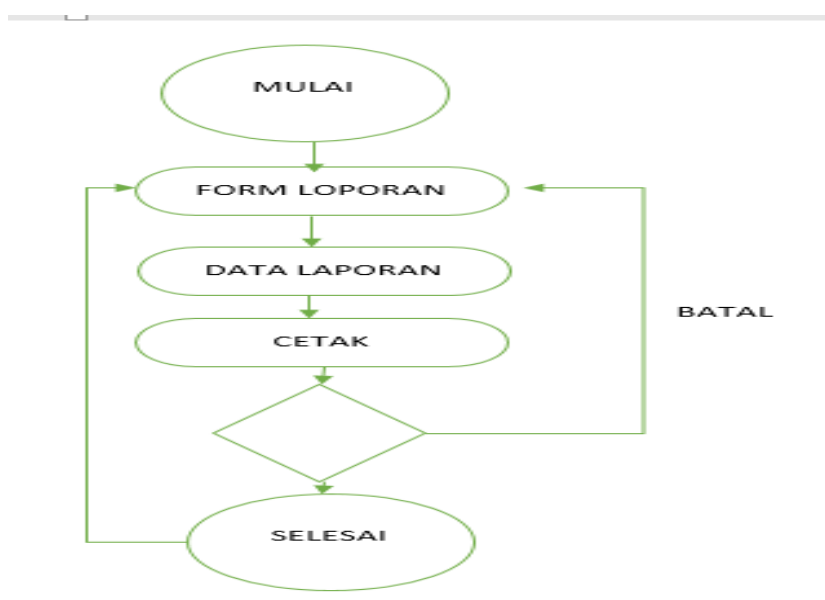 MULAI
FORM LOPORAN
DATA LAPORAN
BATAL
CETAK
SELESAI